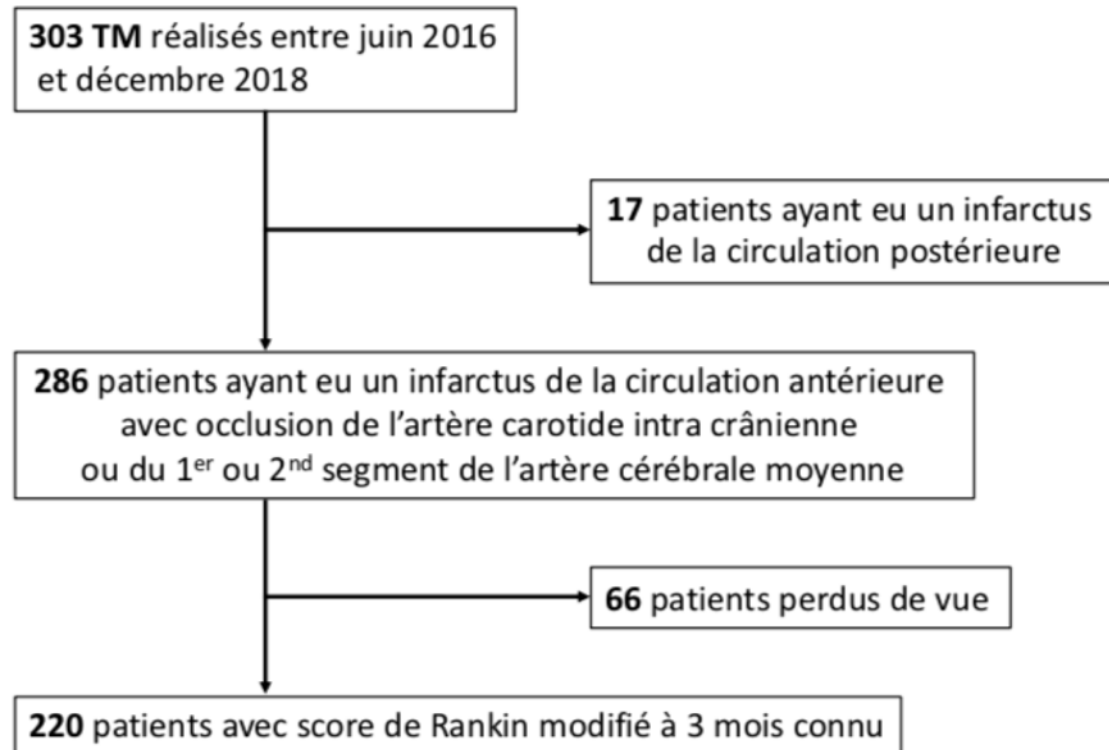 303 TM réalisés entre juin 2016
et décembre 2018
17 patients ayant eu un infarctus
de la circulation postérieure
286 patients ayant eu un infarctus de la circulation antérieure
avec occlusion de l’artère carotide intra crânienne
ou du 1er ou 2nd segment de l’artère cérébrale moyenne
66 patients perdus de vue
220 patients avec score de Rankin modifié à 3 mois connu